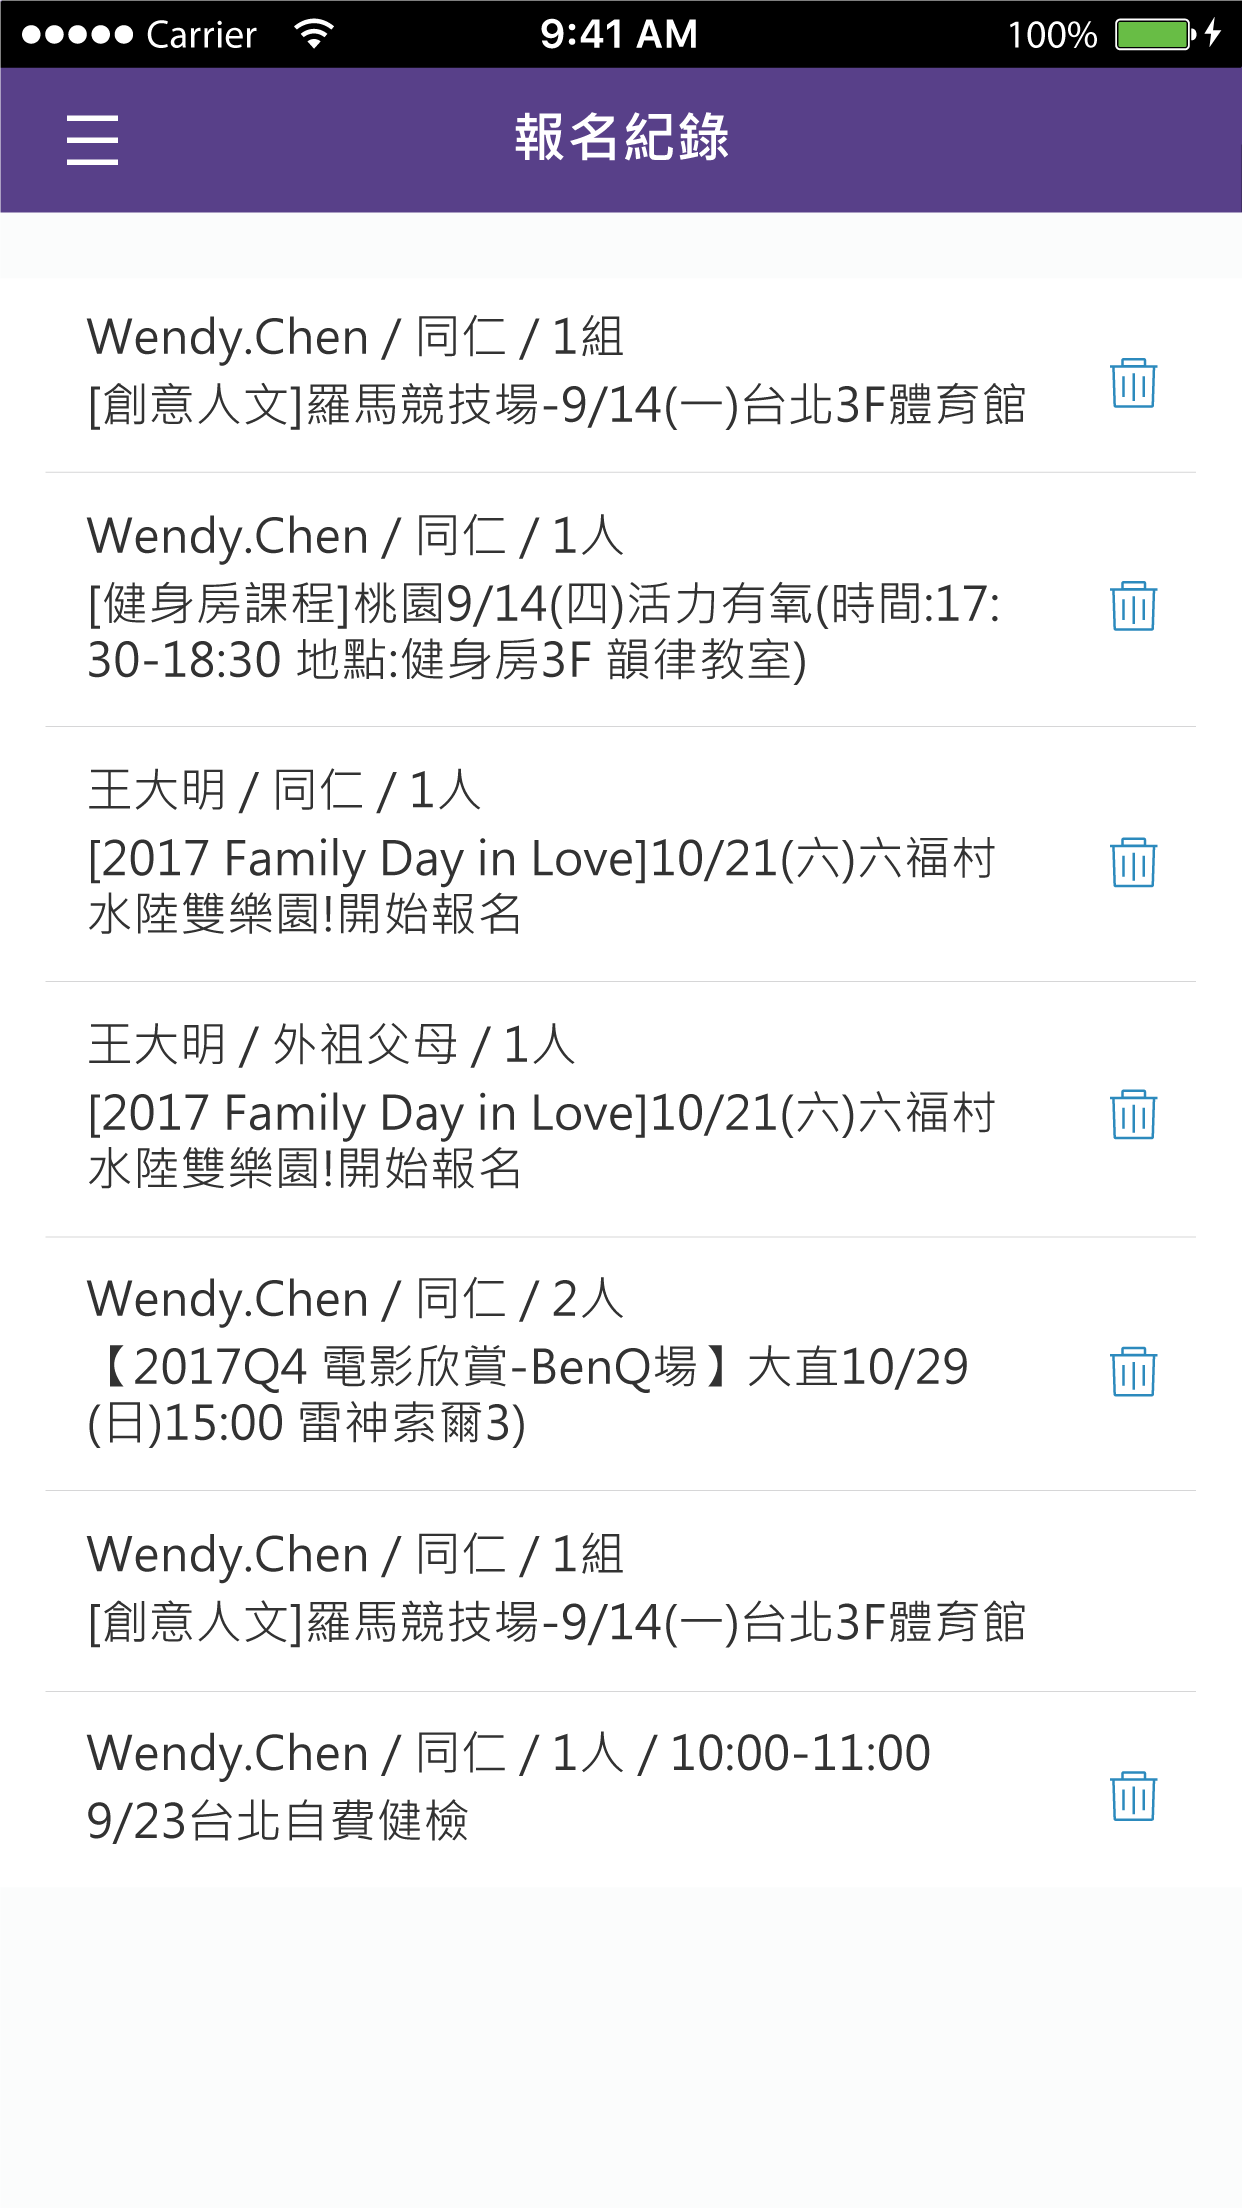 Carrier 9:41 AM 100%
報名紀錄
Wendy.Chen / 同仁 / 1組
[創意人文]羅馬競技場-9/14(一)台北3F體育館
Wendy.Chen / 同仁 / 1人
[健身房課程]桃園9/14(四)活力有氧(時間:17:
30-18:30 地點:健身房3F 韻律教室)
王大明 / 同仁 / 1人
[2017 Family Day in Love]10/21(六)六福村
水陸雙樂園!開始報名
王大明 / 外祖父母 / 1人
[2017 Family Day in Love]10/21(六)六福村
水陸雙樂園!開始報名
Wendy.Chen / 同仁 / 2人
【2017Q4 電影欣賞-BenQ場】大直10/29
(日)15:00 雷神索爾3)
Wendy.Chen / 同仁 / 1組
[創意人文]羅馬競技場-9/14(一)台北3F體育館
Wendy.Chen / 同仁 / 1人 / 10:00-11:00
9/23台北自費健檢